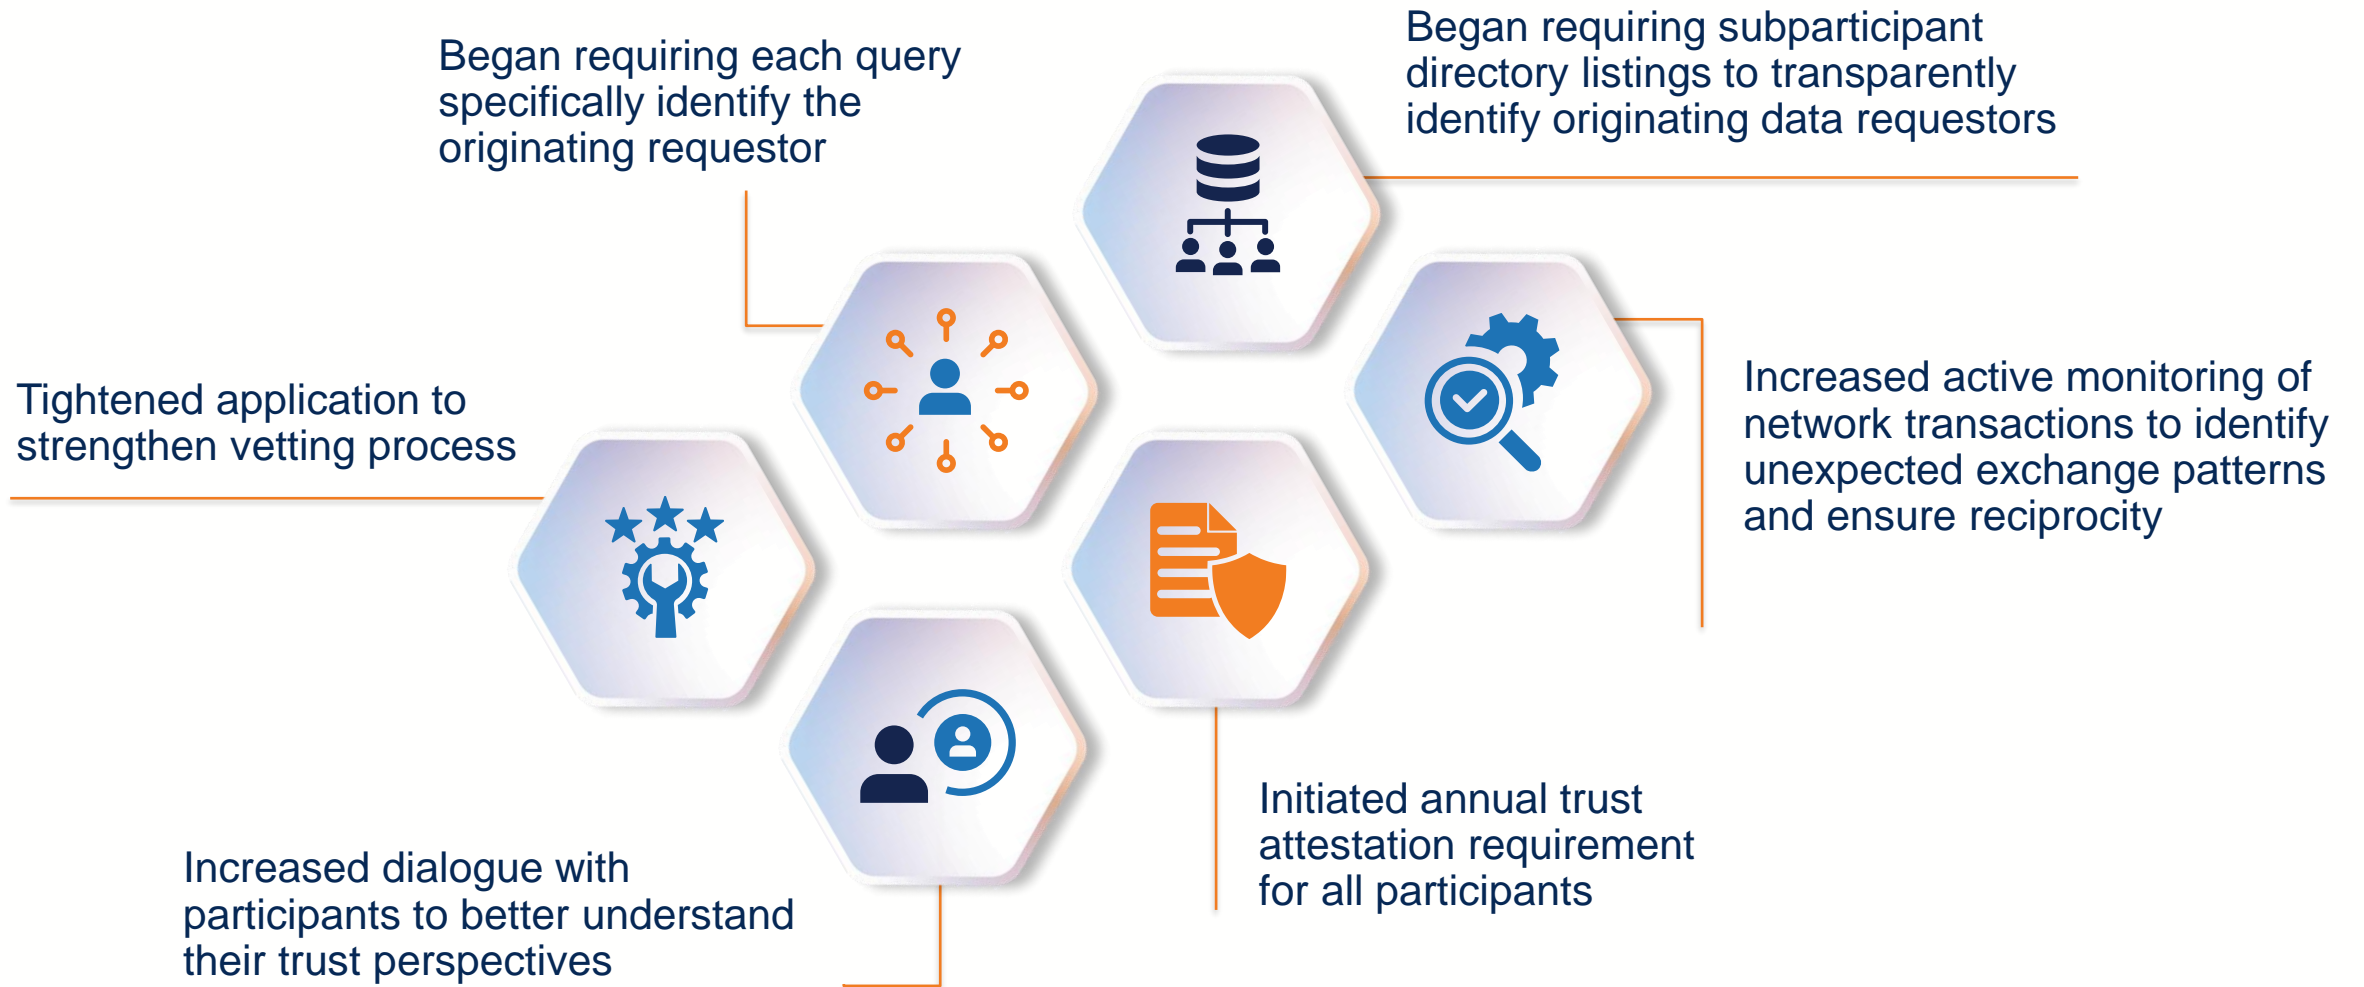 Began requiring each query
specifically identify the
originating requestor
Began requiring subparticipant
directory listings to transparently
identify originating data requestors
Tightened application to
strengthen vetting process
Increased active monitoring of
network transactions to identify
unexpected exchange patterns
and ensure reciprocity
Increased dialogue with
participants to better understand
their trust perspectives
Initiated annual trust
attestation requirement
for all participants